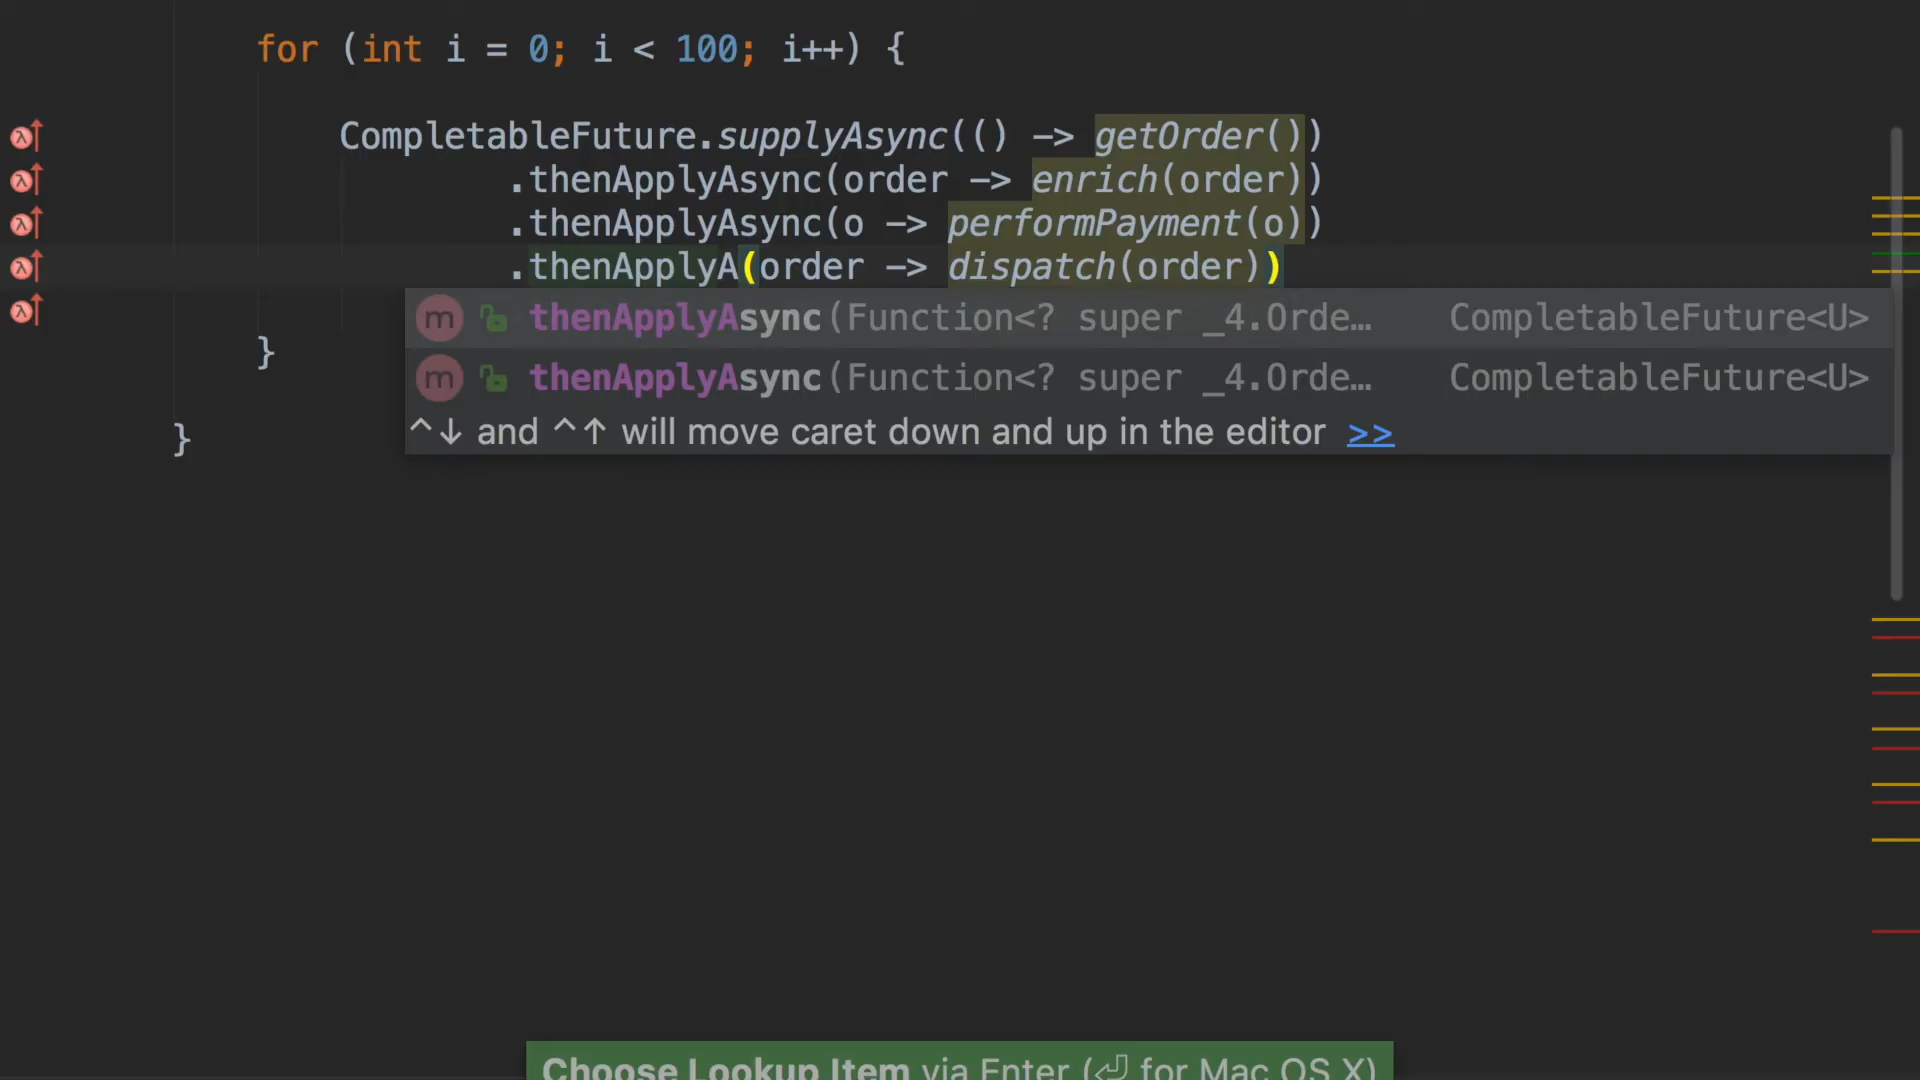 for (int i = 0; i < 100; i++) {
CompletableFuture.supplyAsync(() -> getOrder())
.thenApplyAsync(order -> enrich(order))
.thenApplyAsync(o -> performPayment(o))
.thenApplyA(order -> dispatch(order))
m thenApplyAsync(Function<? super _4.Orde… CompletableFuture<U>
m thenApplyAsync(Function<? super _4.Orde… CompletableFuture<U>
^↓ and ^↑ will move caret down and up in the editor >>
}
}
Choose Lookup Item via Enter (⏎ for Mac OS X)